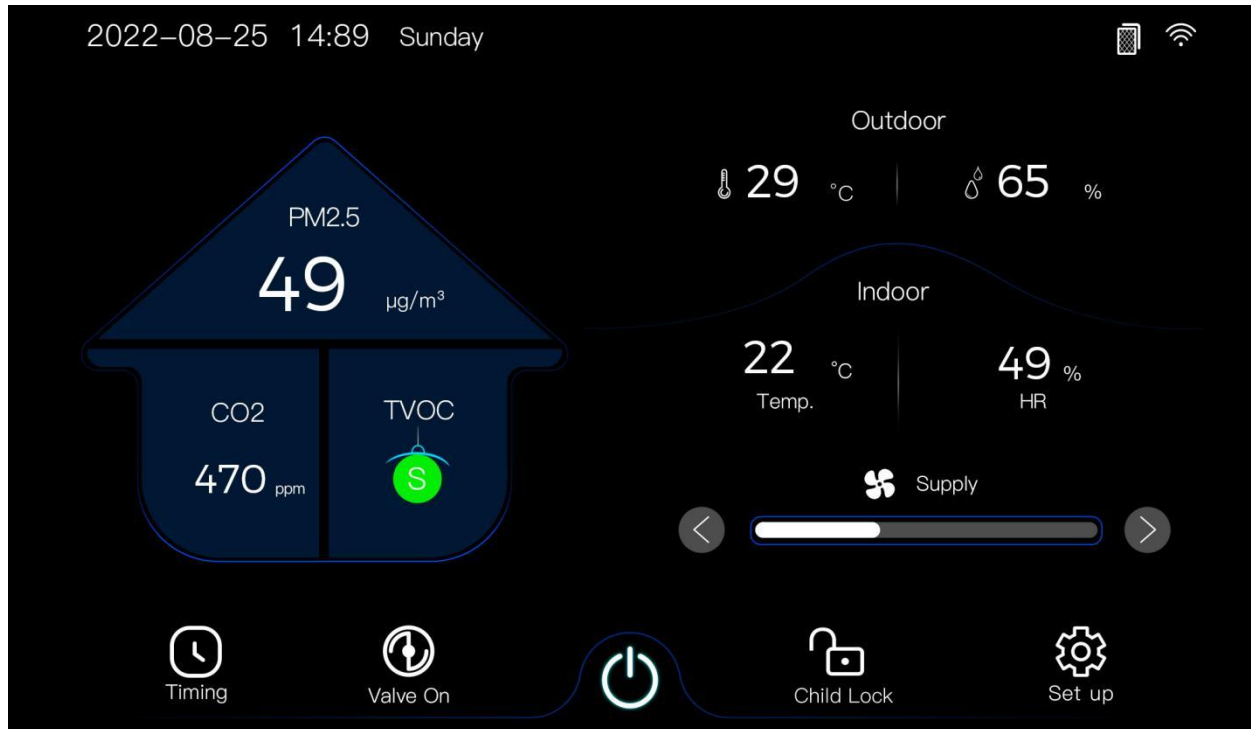 2022-08-25 14:89 Sunday
Outdoor
29 °C 65 %
PM2.5
49 µg/m³
Indoor
22 °C 49 %
Temp. HR
CO2 TVOC
470 ppm S
Supply
Timing Valve On Child Lock Set up